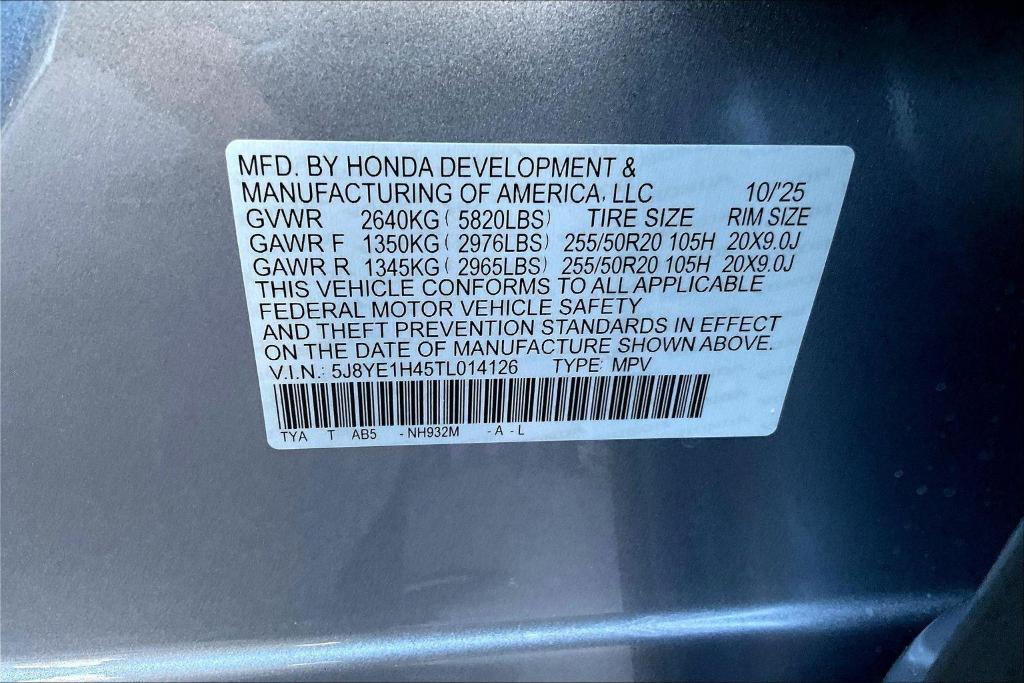 MFD. BY HONDA DEVELOPMENT &
MANUFACTURING OF AMERICA, LLC 10/'25
GVWR 2640KG ( 5820LBS) TIRE SIZE RIM SIZE
GAWR F 1350KG ( 2976LBS) 255/50R20 105H 20X9.0J
GAWR R 1345KG ( 2965LBS) 255/50R20 105H 20X9.0J
THIS VEHICLE CONFORMS TO ALL APPLICABLE
FEDERAL MOTOR VEHICLE SAFETY
AND THEFT PREVENTION STANDARDS IN EFFECT
ON THE DATE OF MANUFACTURE SHOWN ABOVE.
V.I.N.: 5J8YE1H45TL014126 TYPE: MPV
TYA T AB5 -NH932M -A -L